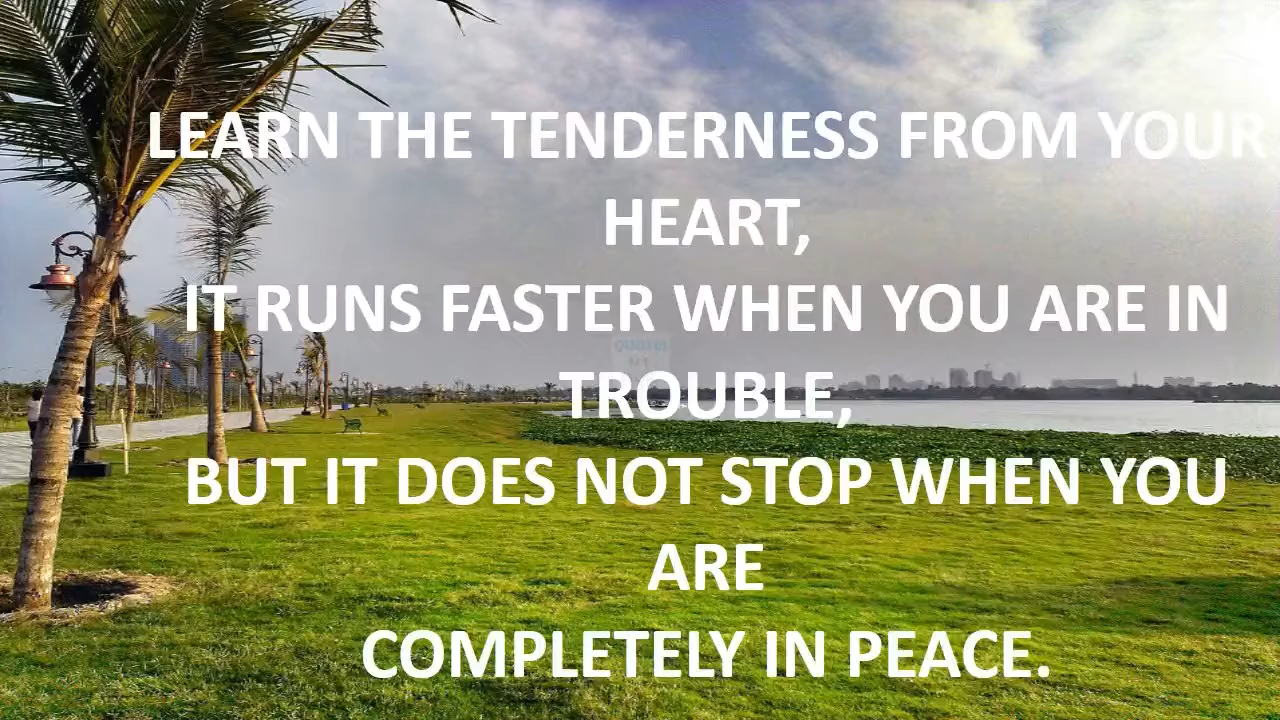 LEARN THE TENDERNESS FROM YOUR
HEART,
IT RUNS FASTER WHEN YOU ARE IN
TROUBLE,
BUT IT DOES NOT STOP WHEN YOU
ARE
COMPLETELY IN PEACE.